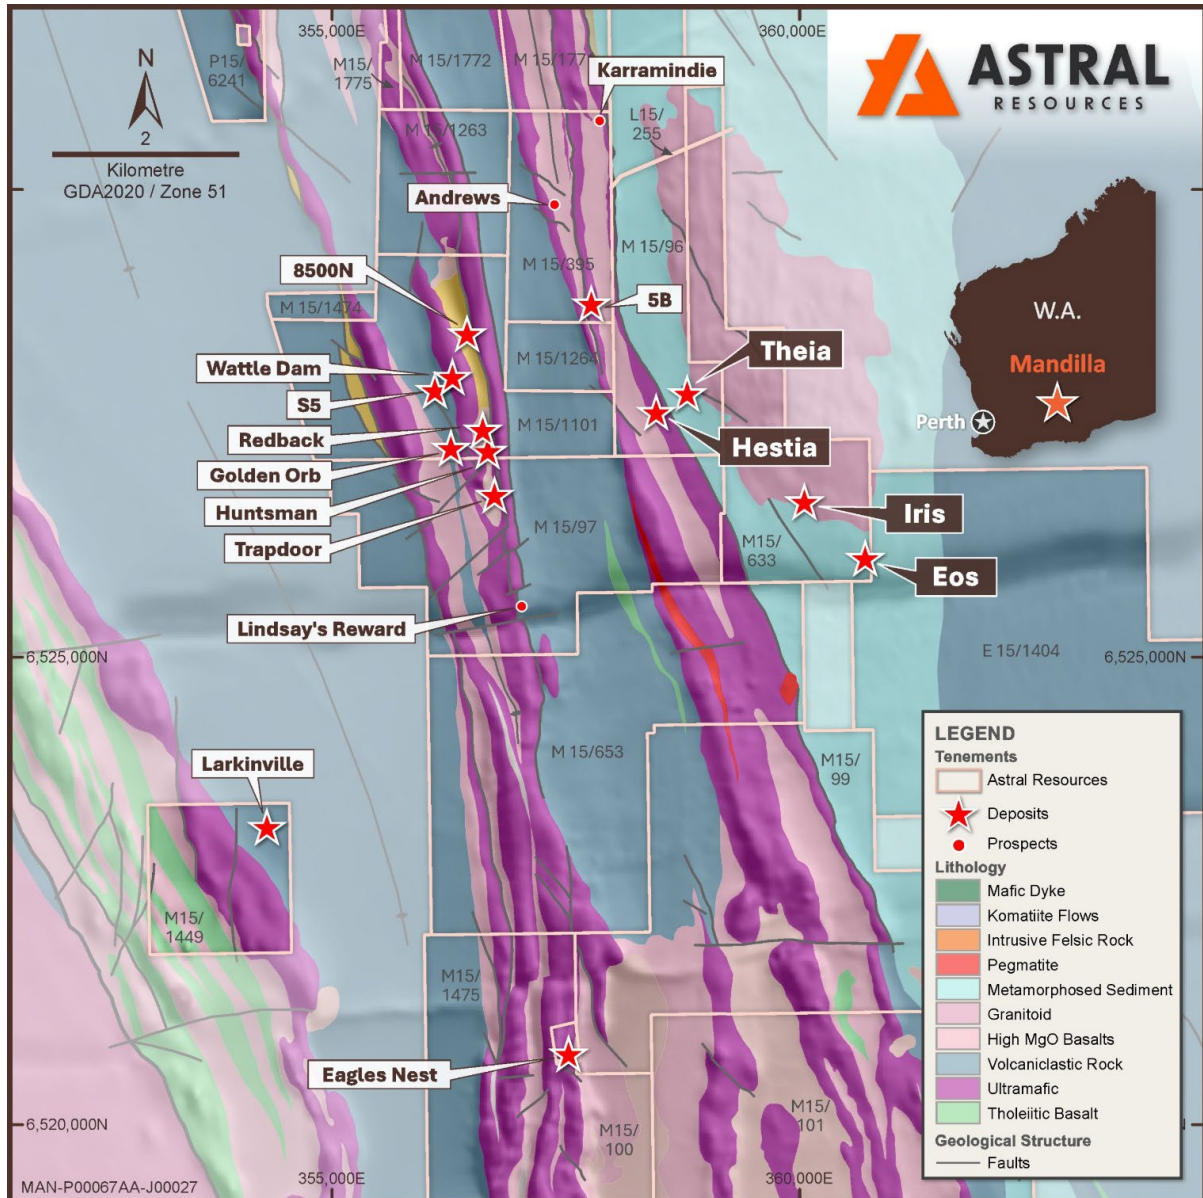 355,000E
360,000E
ASTRAL
RESOURCES
N
2
Kilometre
GDA2020 / Zone 51
P15/
6241
M15/
1775
M 15/1772
M 15/177
Karramindie
L15/
255
M 15/1263
Andrews
M 15/96
M 15/395
8500N
M 15/1474
5B
W.A.
Mandilla
Perth
Wattle Dam
S5
M 15/1264
Theia
Redback
M 15/1101
Hestia
Golden Orb
Huntsman
Trapdoor
M 15/97
M15/
633
Iris
Eos
Lindsay's Reward
6,525,000N
E 15/1404
6,525,000N
Larkinville
M 15/653
M15/
99
M15/
1449
M15/
1475
Eagles Nest
M15/
100
M15/
101
6,520,000N
355,000E
360,000E
MAN-P00067AA-J00027
LEGEND
Tenements
Astral Resources
Deposits
Prospects
Lithology
Mafic Dyke
Komatiite Flows
Intrusive Felsic Rock
Pegmatite
Metamorphosed Sediment
Granitoid
High MgO Basalts
Volcaniclastic Rock
Ultramafic
Tholeiitic Basalt
Geological Structure
Faults